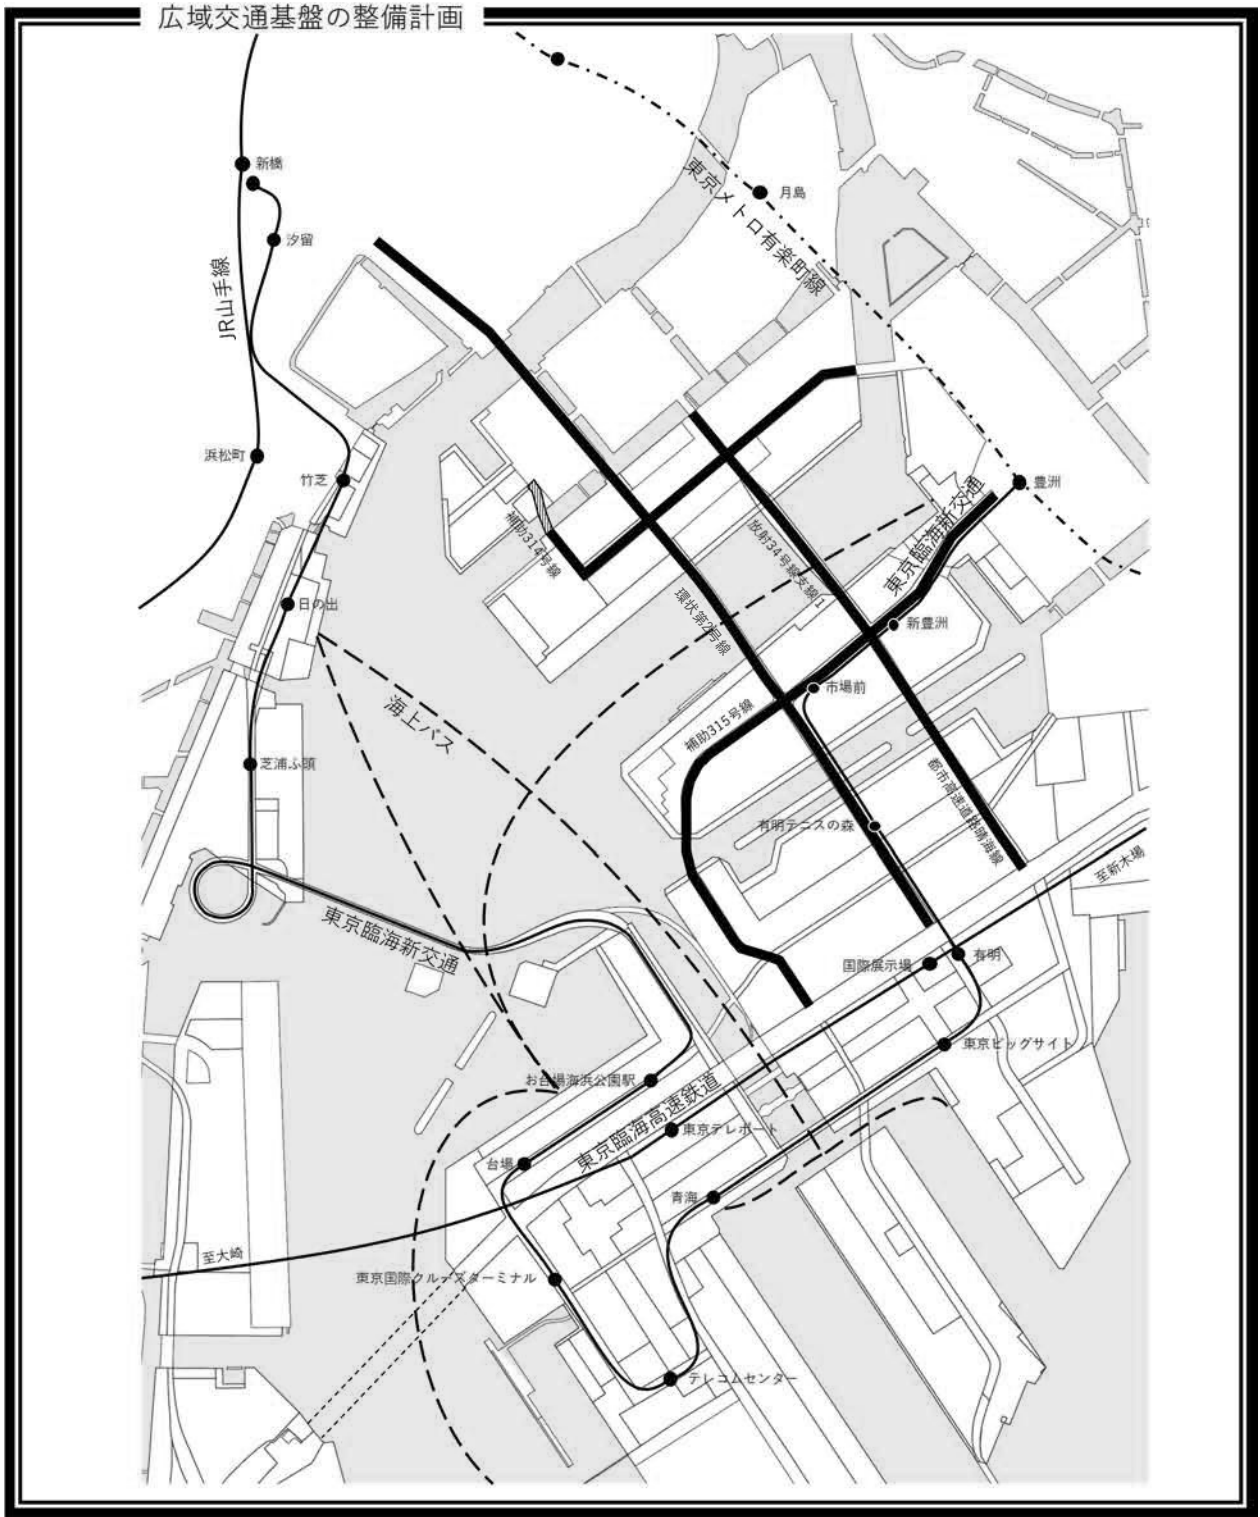 広域交通基盤の整備計画
新橋
汐留
JR山手線
東京メトロ有楽町線
月島
浜松町
竹芝
豊洲
東京臨海新交通
補助314号線
放射34号線支線1
環状第2号線
日の出
新豊洲
市場前
海上バス
補助315号線
芝浦ふ頭
都市高速道路晴海線
有明テニスの森
至新木場
東京臨海新交通
国際展示場
有明
東京ビッグサイト
お台場海浜公園駅
東京臨海高速鉄道
東京テレポート
台場
青海
至大崎
東京国際クルーズターミナル
テレコムセンター